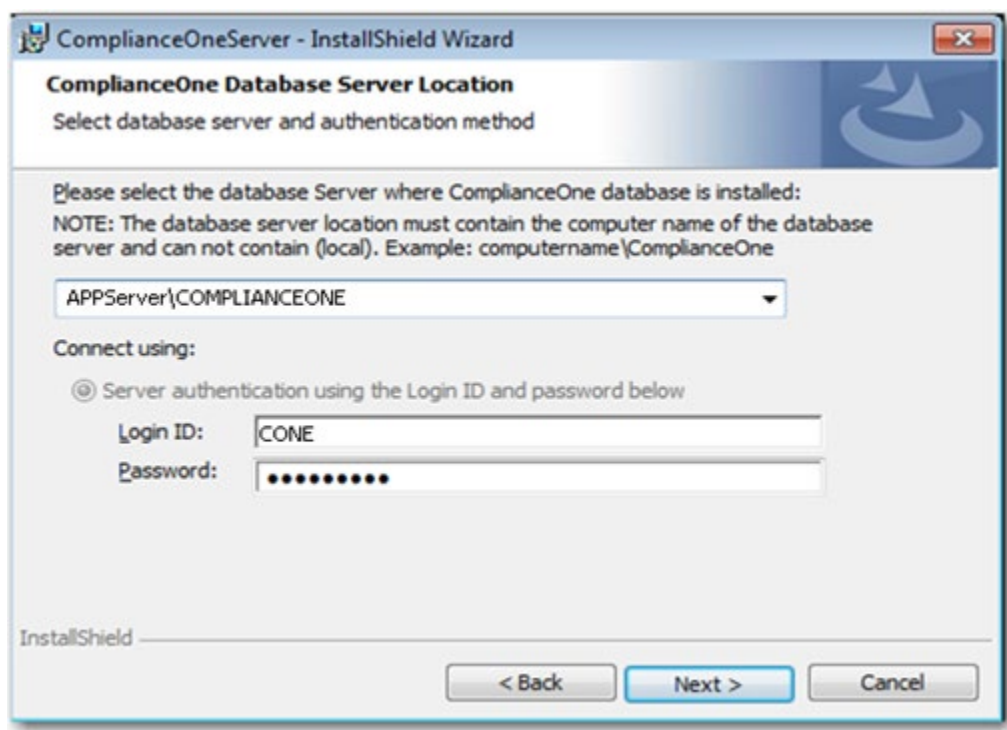 ComplianceOneServer - InstallShield Wizard
ComplianceOne Database Server Location
Select database server and authentication method
Please select the database Server where ComplianceOne database is installed:
NOTE: The database server location must contain the computer name of the database
server and can not contain (local). Example: computername\ComplianceOne
APPServer\COMPLIANCEONE
Connect using:
Server authentication using the Login ID and password below
Login ID: CONE
Password: •••••••••
InstallShield
< Back Next > Cancel